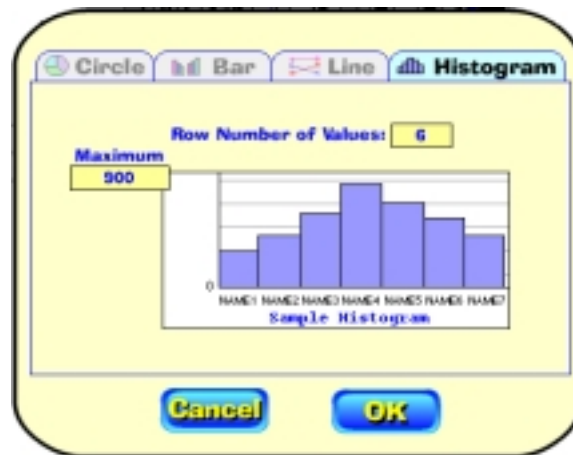 Circle Bar Line Histogram
Row Number of Values: 6
Maximum
900
0
NAME1 NAME2 NAME3 NAME4 NAME5 NAME6 NAME7
Sample Histogram
Cancel OK